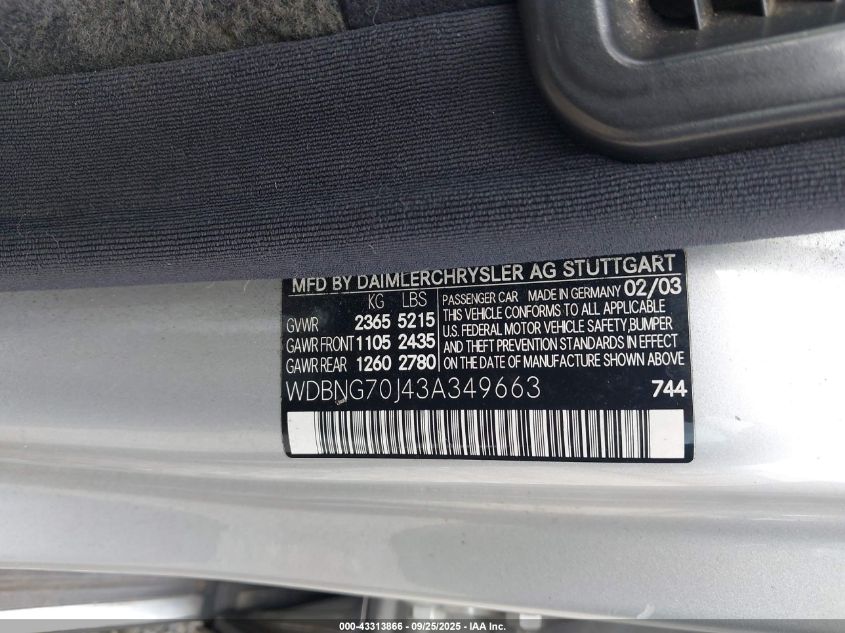 MFD BY DAIMLERCHRYSLER AG STUTTGART
KG LBS
GVWR 2365 5215
GAWR FRONT 1105 2435
GAWR REAR 1260 2780
PASSENGER CAR MADE IN GERMANY 02/03
THIS VEHICLE CONFORMS TO ALL APPLICABLE
U.S. FEDERAL MOTOR VEHICLE SAFETY,BUMPER
AND THEFT PREVENTION STANDARDS IN EFFECT
ON THE DATE OF MANUFACTURE SHOWN ABOVE
WDBNG70J43A349663 744
000-43313866 - 09/25/2025 - IAA Inc.